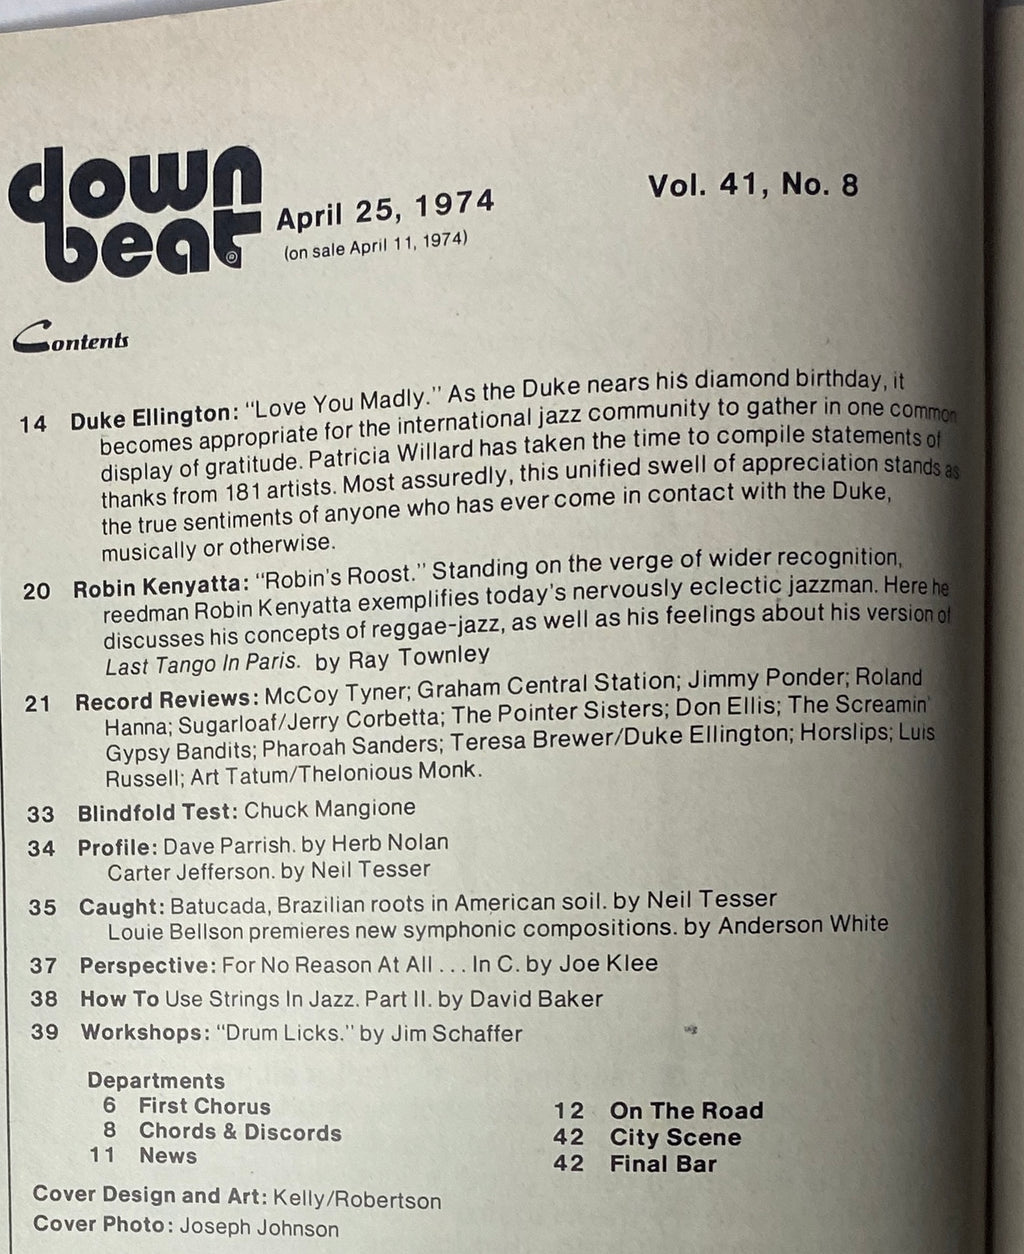 down
beat®
April 25, 1974
(on sale April 11, 1974)
Vol. 41, No. 8
Contents
14 Duke Ellington: "Love You Madly." As the Duke nears his diamond birthday, it
becomes appropriate for the international jazz community to gather in one common
display of gratitude. Patricia Willard has taken the time to compile statements of
thanks from 181 artists. Most assuredly, this unified swell of appreciation stands as
the true sentiments of anyone who has ever come in contact with the Duke,
musically or otherwise.
20 Robin Kenyatta: "Robin's Roost." Standing on the verge of wider recognition,
reedman Robin Kenyatta exemplifies today's nervously eclectic jazzman. Here he
discusses his concepts of reggae-jazz, as well as his feelings about his version of
Last Tango In Paris. by Ray Townley
21 Record Reviews: McCoy Tyner; Graham Central Station; Jimmy Ponder; Roland
Hanna; Sugarloaf/Jerry Corbetta; The Pointer Sisters; Don Ellis; The Screamin'
Gypsy Bandits; Pharoah Sanders; Teresa Brewer/Duke Ellington; Horslips; Luis
Russell; Art Tatum/Thelonious Monk.
33 Blindfold Test: Chuck Mangione
34 Profile: Dave Parrish. by Herb Nolan
Carter Jefferson. by Neil Tesser
35 Caught: Batucada, Brazilian roots in American soil. by Neil Tesser
Louie Bellson premieres new symphonic compositions. by Anderson White
37 Perspective: For No Reason At All . . . In C. by Joe Klee
38 How To Use Strings In Jazz. Part II. by David Baker
39 Workshops: "Drum Licks." by Jim Schaffer
Departments
6 First Chorus
8 Chords & Discords
11 News
12 On The Road
42 City Scene
42 Final Bar
Cover Design and Art: Kelly/Robertson
Cover Photo: Joseph Johnson